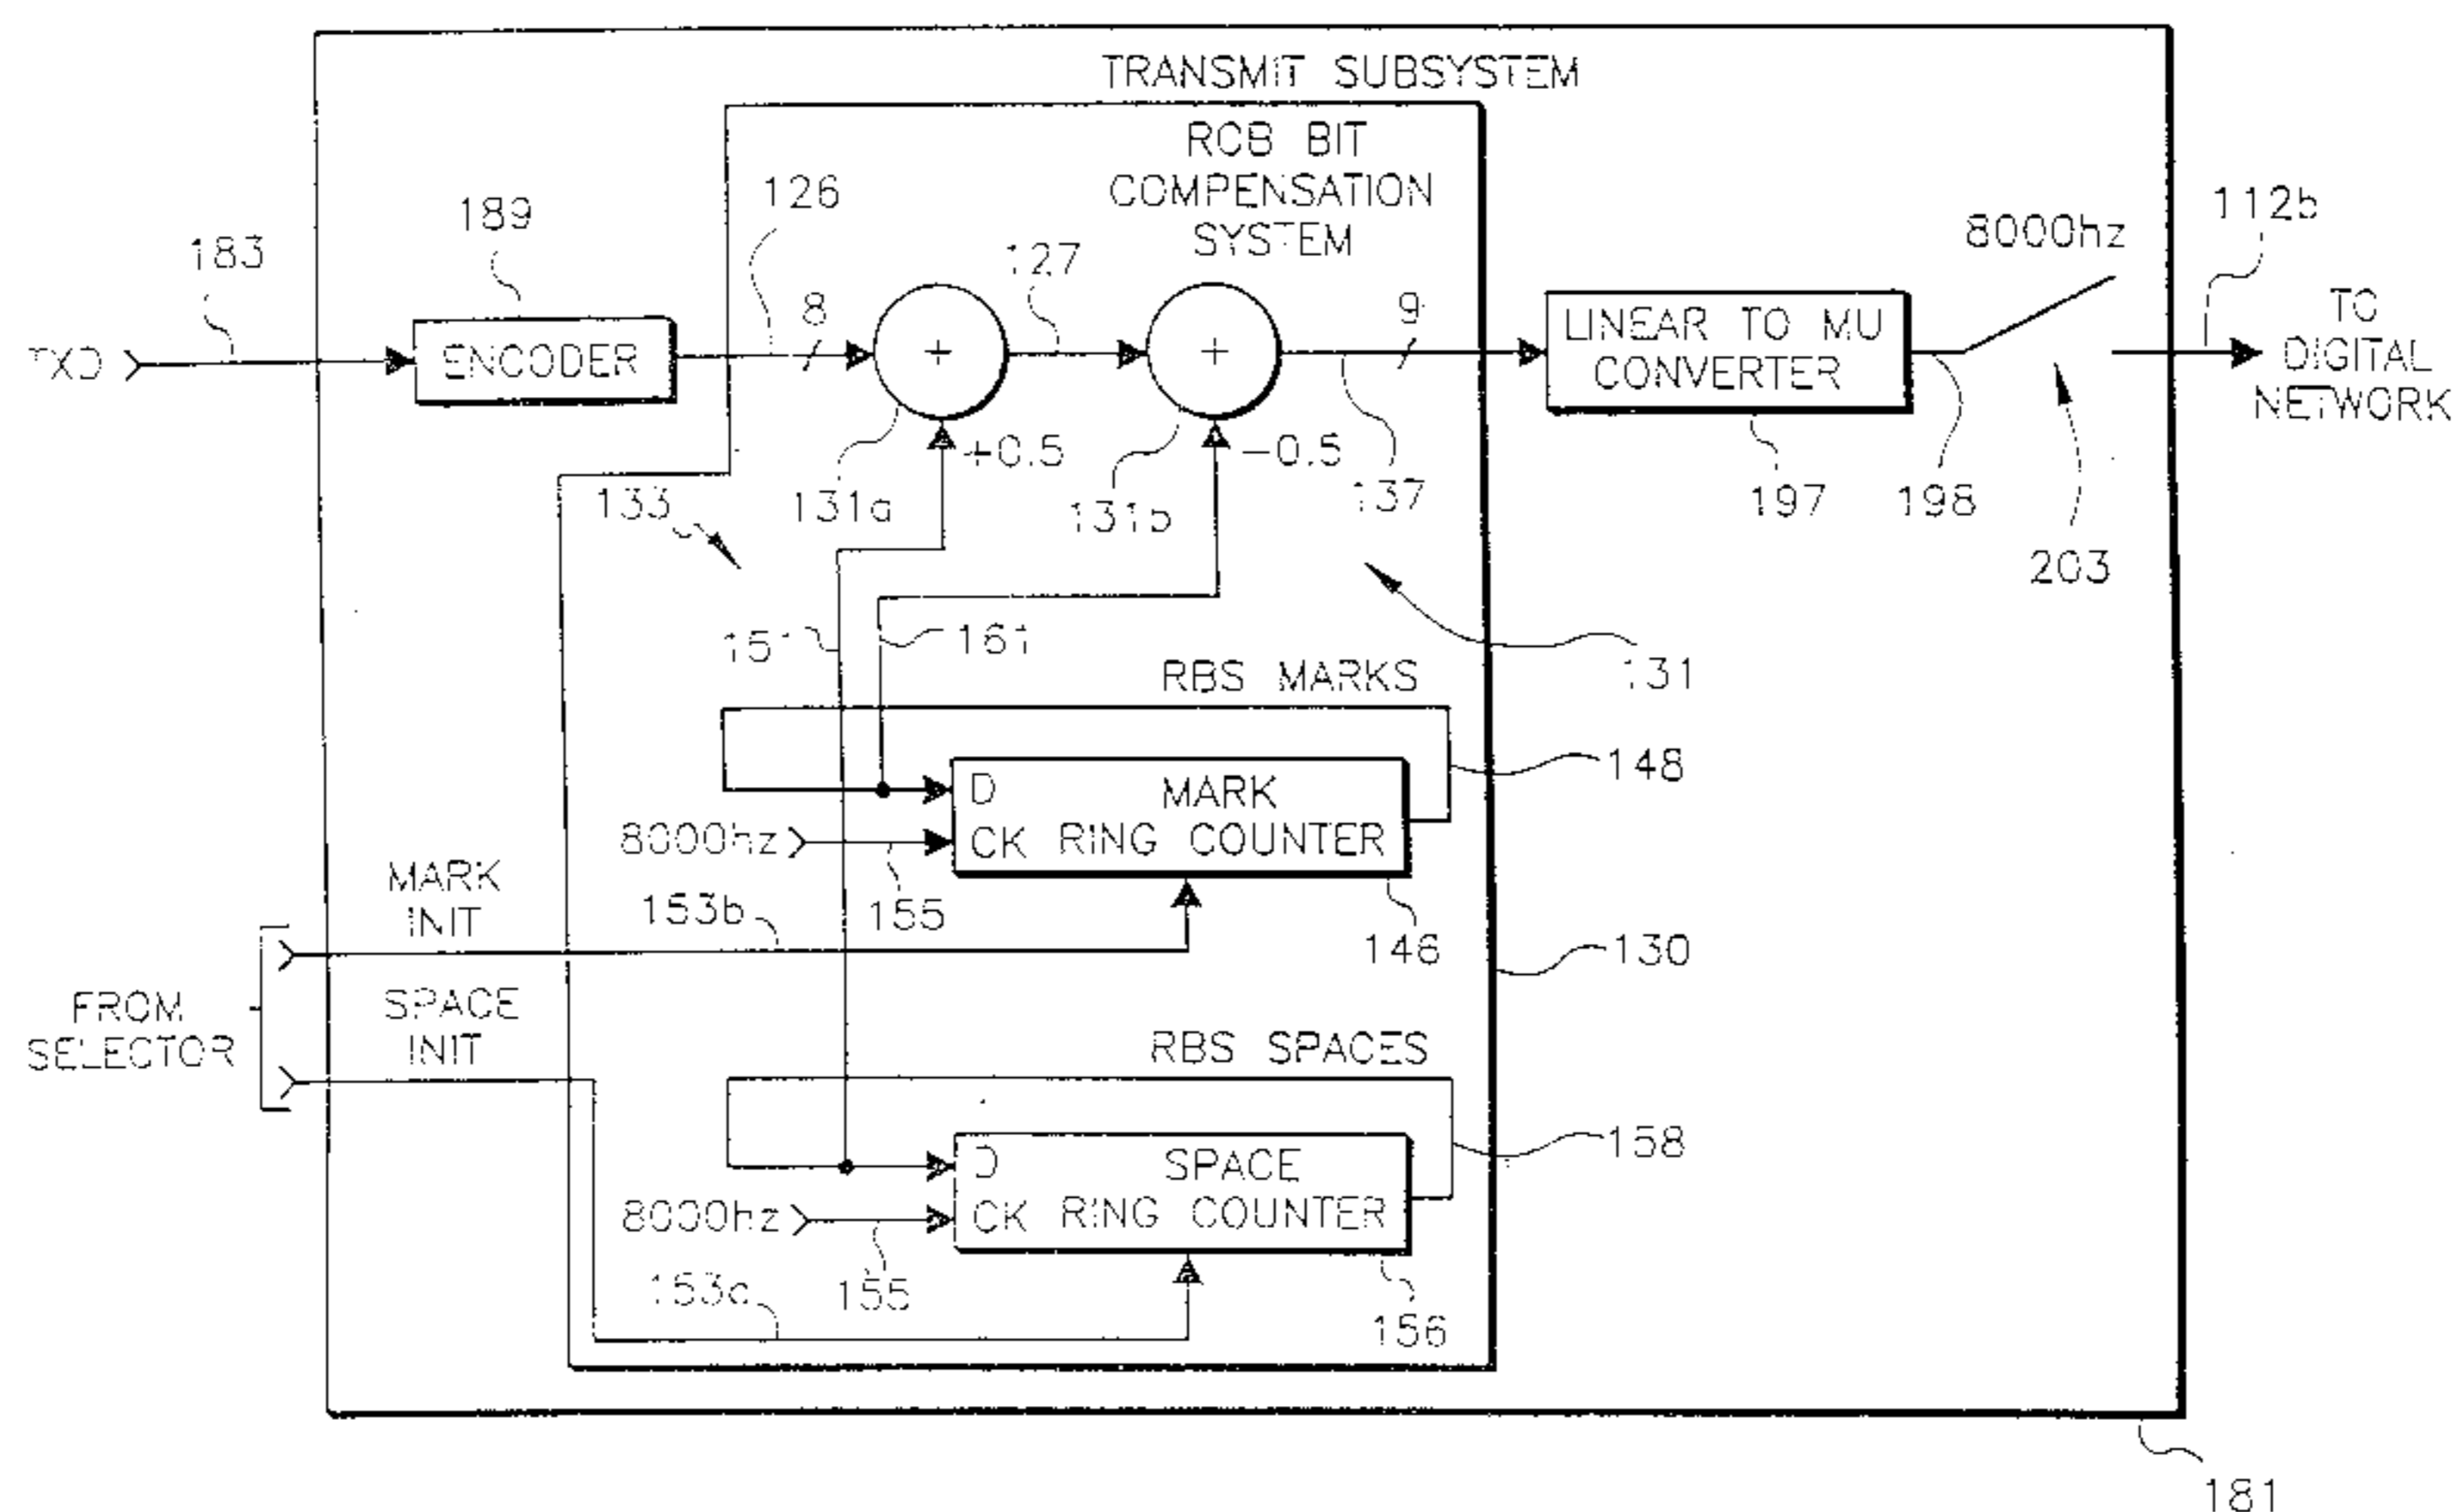 TRANSMIT SUBSYSTEM
RCB BIT
COMPENSATION
SYSTEM
126
189
183
8
127
9
8000hz
112b
TXD
ENCODER
+
+
LINEAR TO MU
CONVERTER
TO
DIGITAL
NETWORK
+0.5
-0.5
133
131a
131b
137
197
198
203
151
161
131
RBS MARKS
148
D
MARK
8000hz
CK
RING COUNTER
MARK
INIT
153b
155
146
130
FROM
SELECTOR
SPACE
INIT
RBS SPACES
158
D
SPACE
8000hz
CK
RING COUNTER
153a
155
156
181